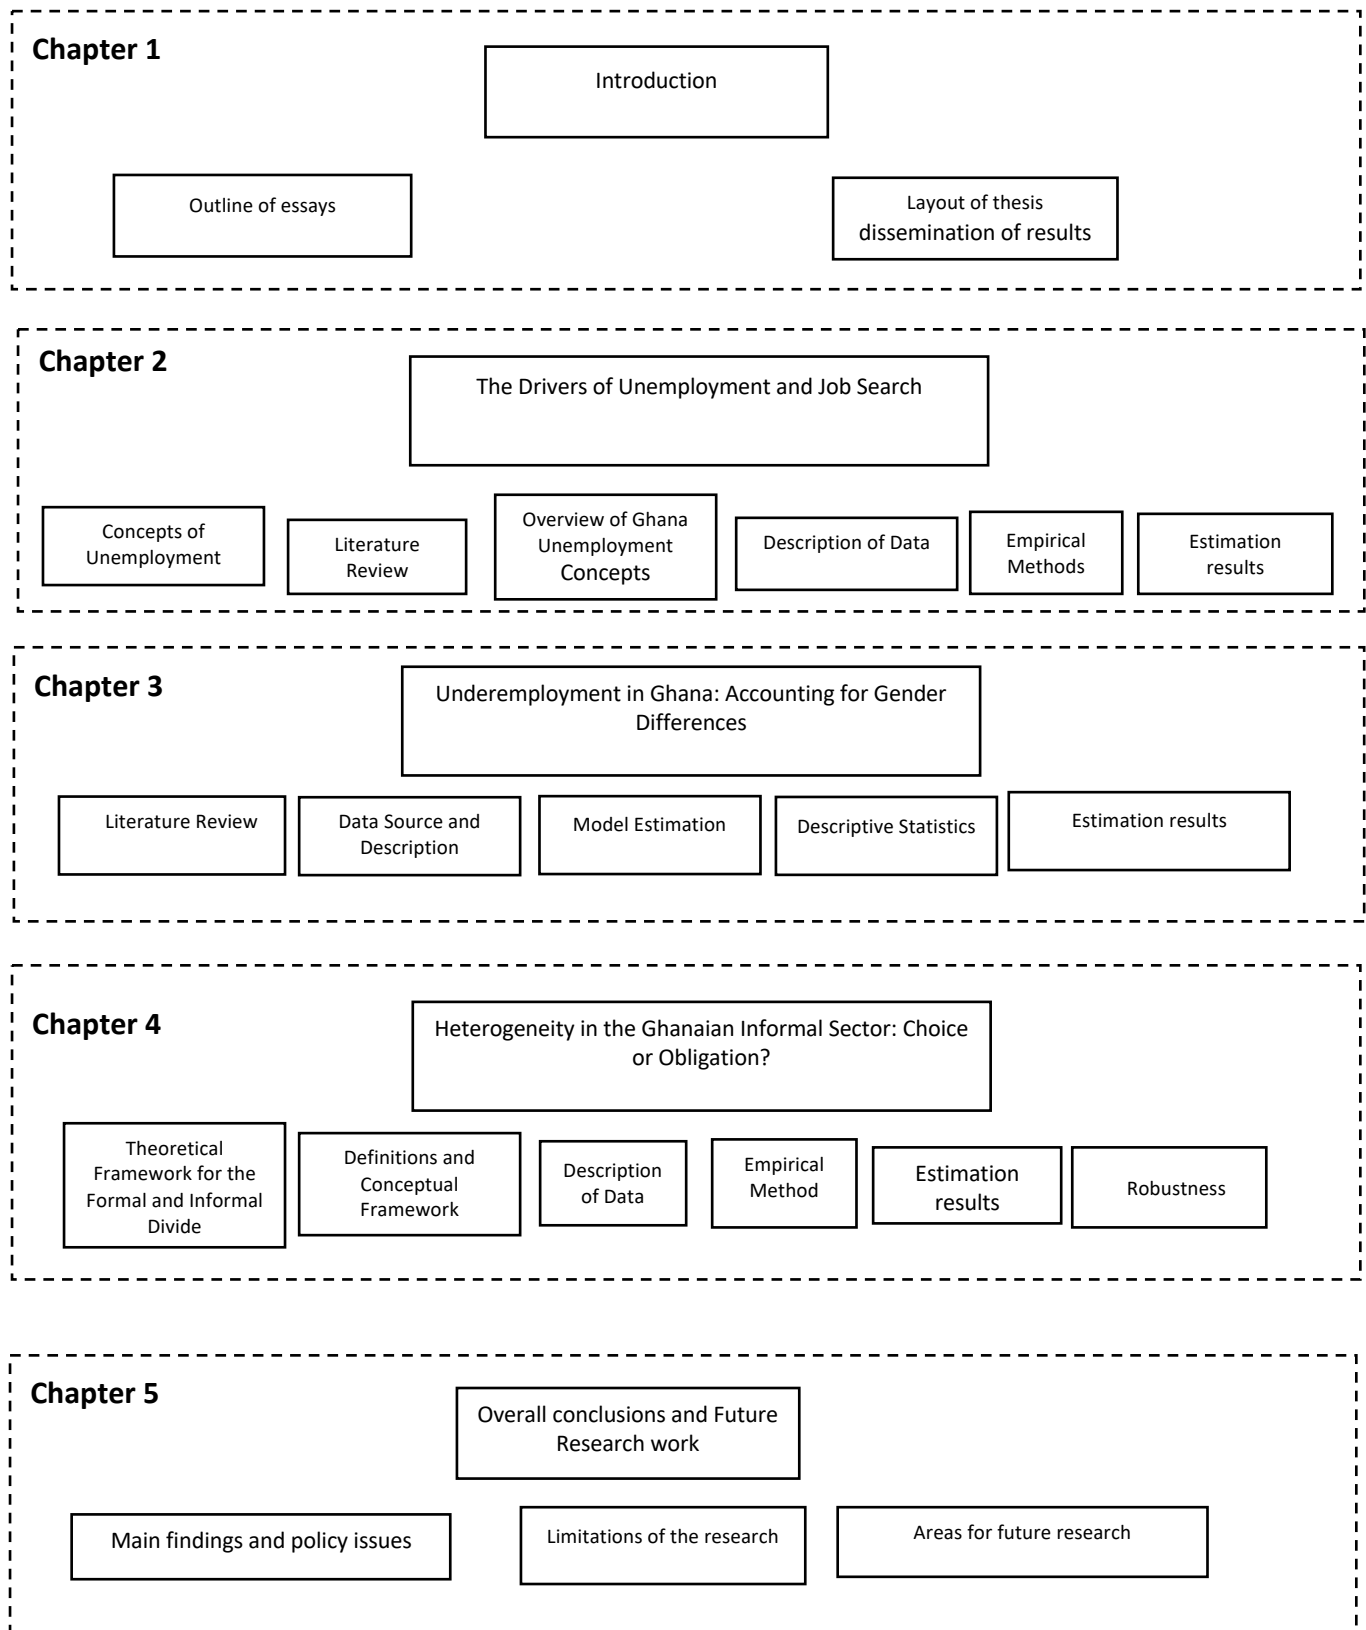 Chapter 1
Introduction
Outline of essays
Layout of thesis
dissemination of results
Chapter 2
The Drivers of Unemployment and Job Search
Concepts of
Unemployment
Literature
Review
Overview of Ghana
Unemployment
Concepts
Description of Data
Empirical
Methods
Estimation
results
Chapter 3
Underemployment in Ghana: Accounting for Gender
Differences
Literature Review
Data Source and
Description
Model Estimation
Descriptive Statistics
Estimation results
Chapter 4
Heterogeneity in the Ghanaian Informal Sector: Choice
or Obligation?
Theoretical
Framework for the
Formal and Informal
Divide
Definitions and
Conceptual
Framework
Description
of Data
Empirical
Method
Estimation
results
Robustness
Chapter 5
Overall conclusions and Future
Research work
Main findings and policy issues
Limitations of the research
Areas for future research